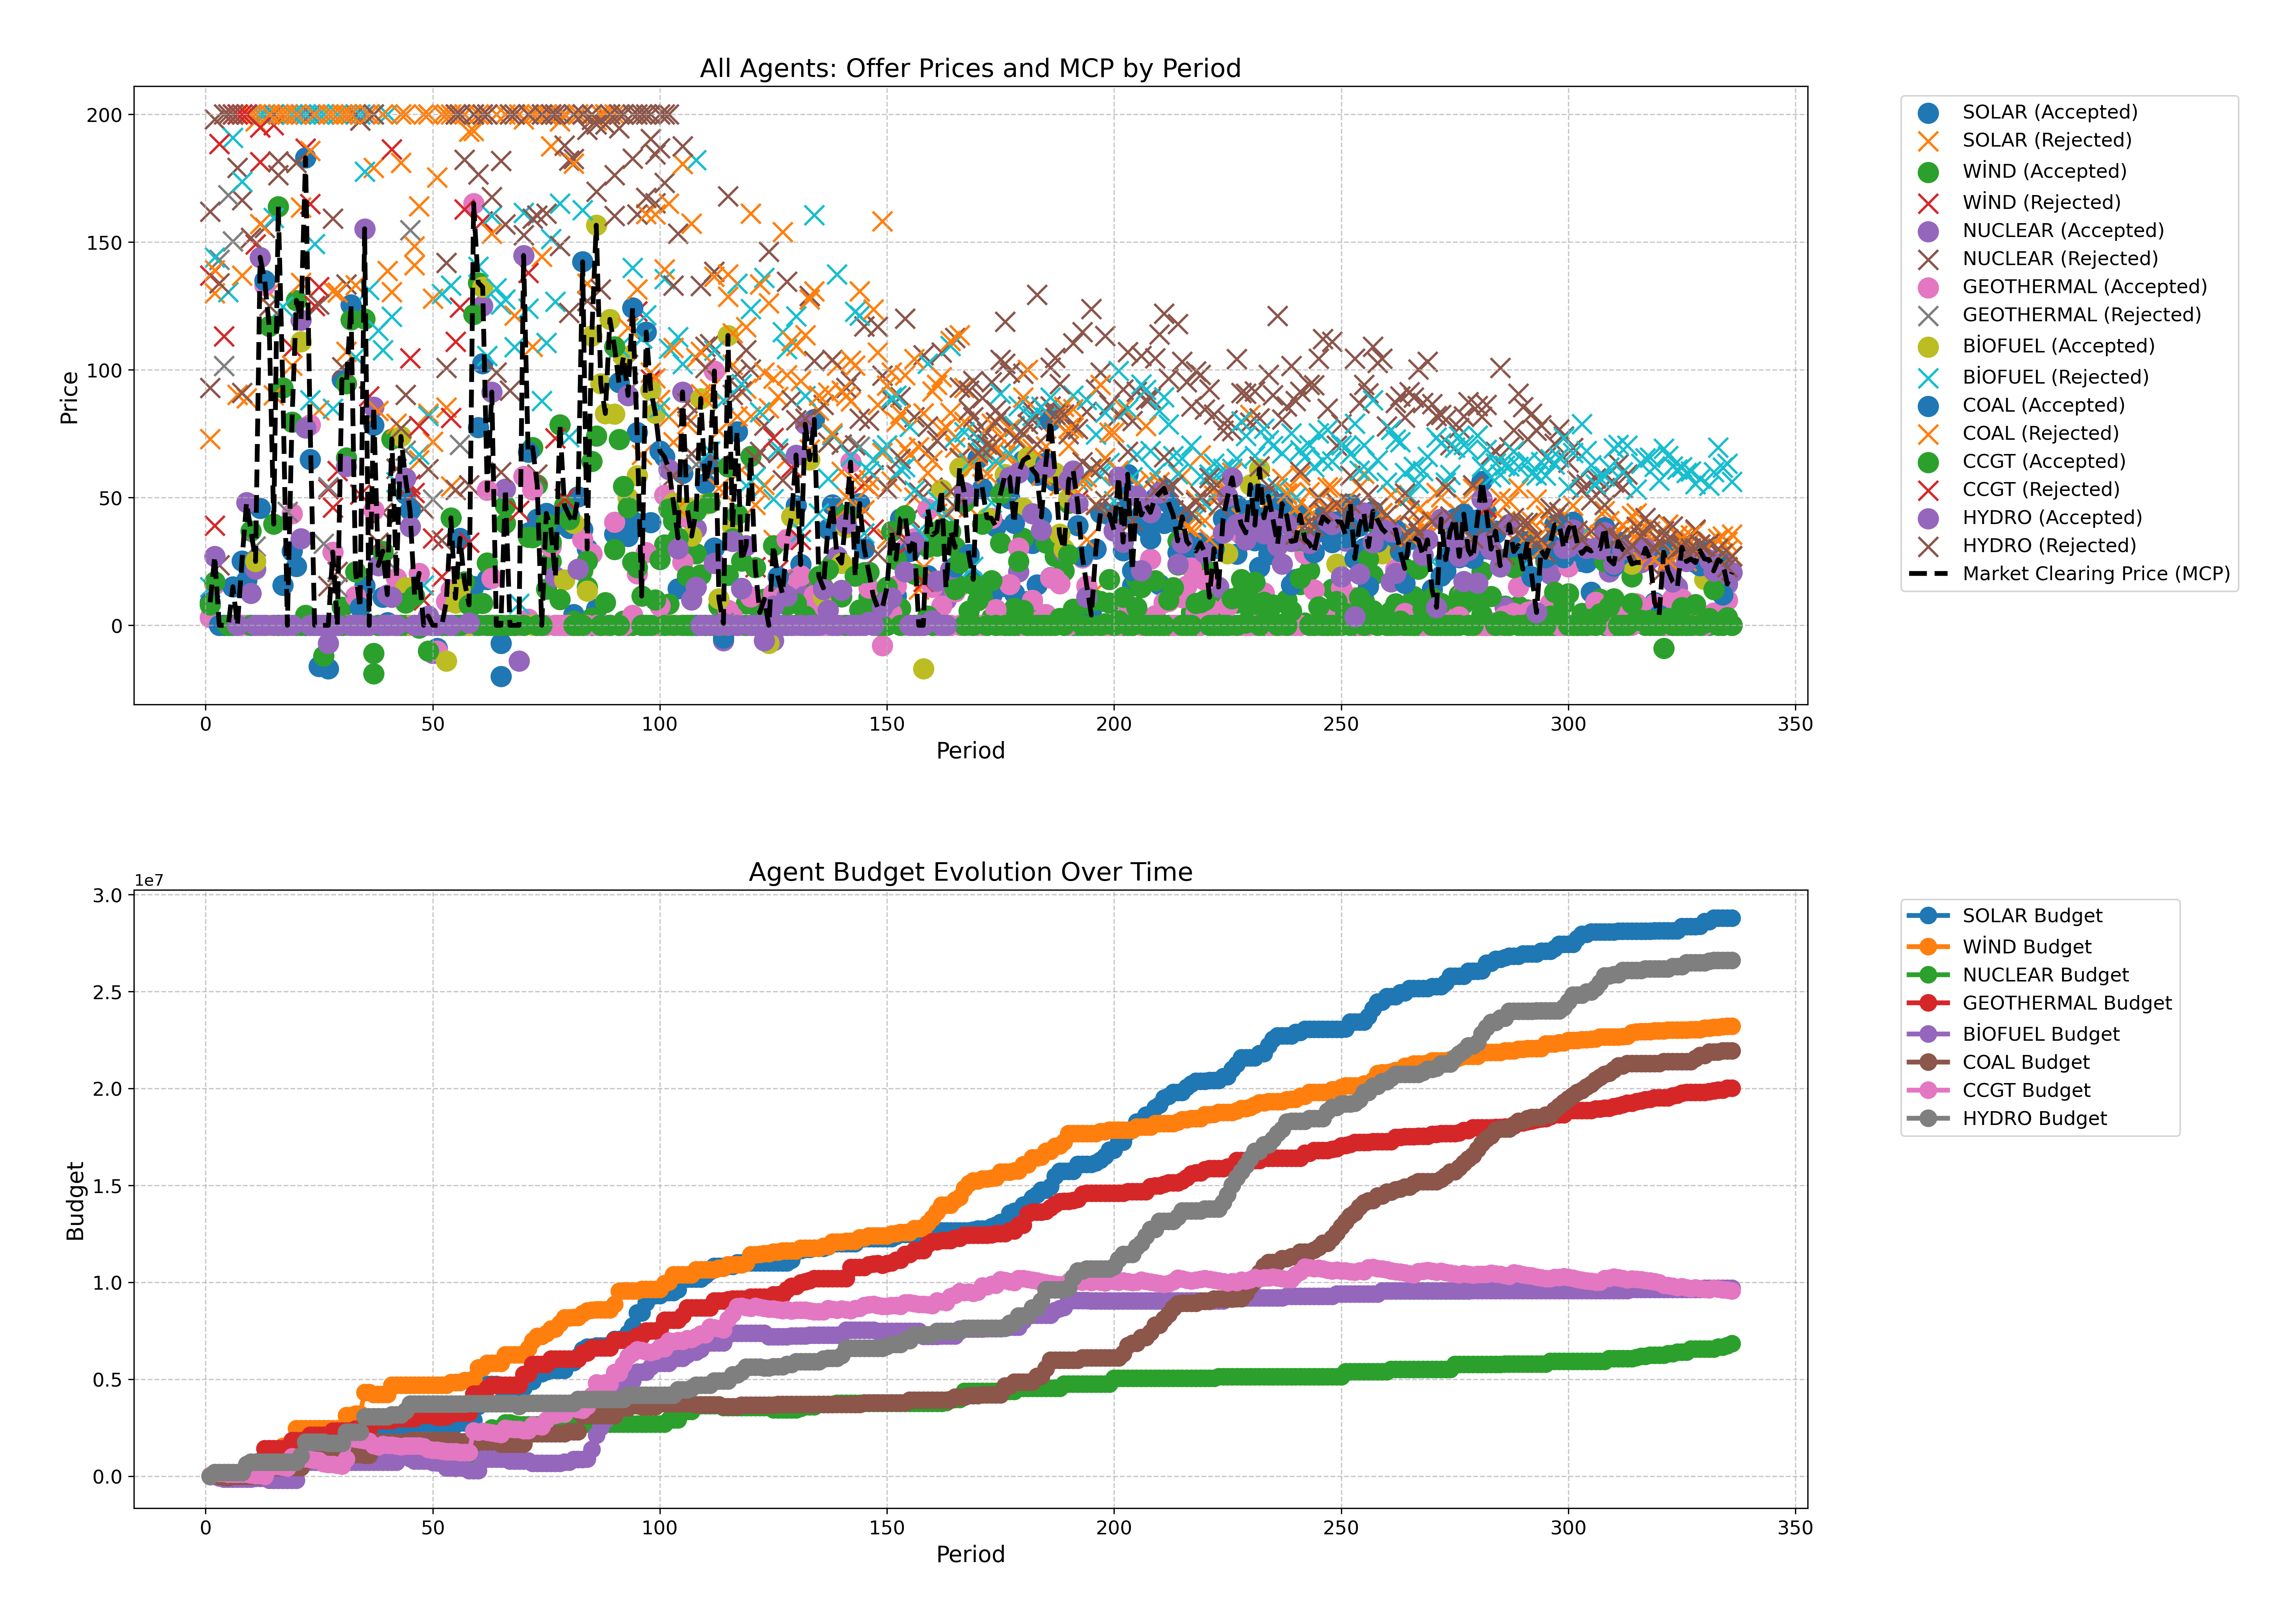 All Agents: Offer Prices and MCP by Period
Price
200
150
100
50
0
0
50
100
150
200
250
300
350
Period
SOLAR (Accepted)
SOLAR (Rejected)
WİND (Accepted)
WİND (Rejected)
NUCLEAR (Accepted)
NUCLEAR (Rejected)
GEOTHERMAL (Accepted)
GEOTHERMAL (Rejected)
BİOFUEL (Accepted)
BİOFUEL (Rejected)
COAL (Accepted)
COAL (Rejected)
CCGT (Accepted)
CCGT (Rejected)
HYDRO (Accepted)
HYDRO (Rejected)
Market Clearing Price (MCP)
Agent Budget Evolution Over Time
1e7
Budget
3.0
2.5
2.0
1.5
1.0
0.5
0.0
0
50
100
150
200
250
300
350
Period
SOLAR Budget
WİND Budget
NUCLEAR Budget
GEOTHERMAL Budget
BİOFUEL Budget
COAL Budget
CCGT Budget
HYDRO Budget